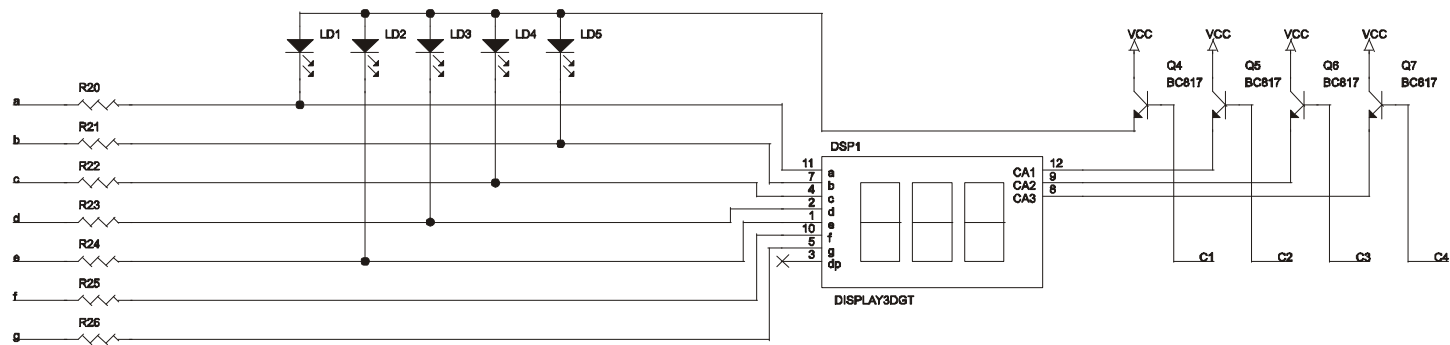 LD1 LD2 LD3 LD4 LD5
VCC VCC VCC VCC
Q4 Q5 Q6 Q7
BC817 BC817 BC817 BC817
R20
a
R21
b
R22
c
R23
d
R24
e
R25
f
R26
g
DSP1
11 a
7 b
4 c
2 d
1 e
10 f
5 g
3 dp
CA1 12
CA2 9
CA3 8
DISPLAY3DGT
C1 C2 C3 C4